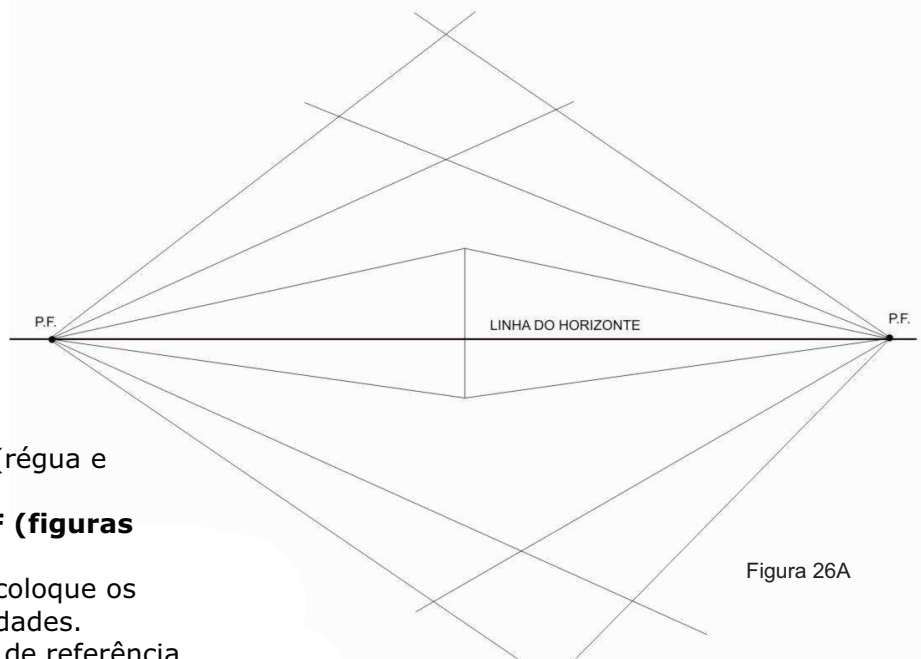 P.F.
LINHA DO HORIZONTE
P.F.
(régua e
(figuras
coloque os
Figura 26A
dades.
de referência